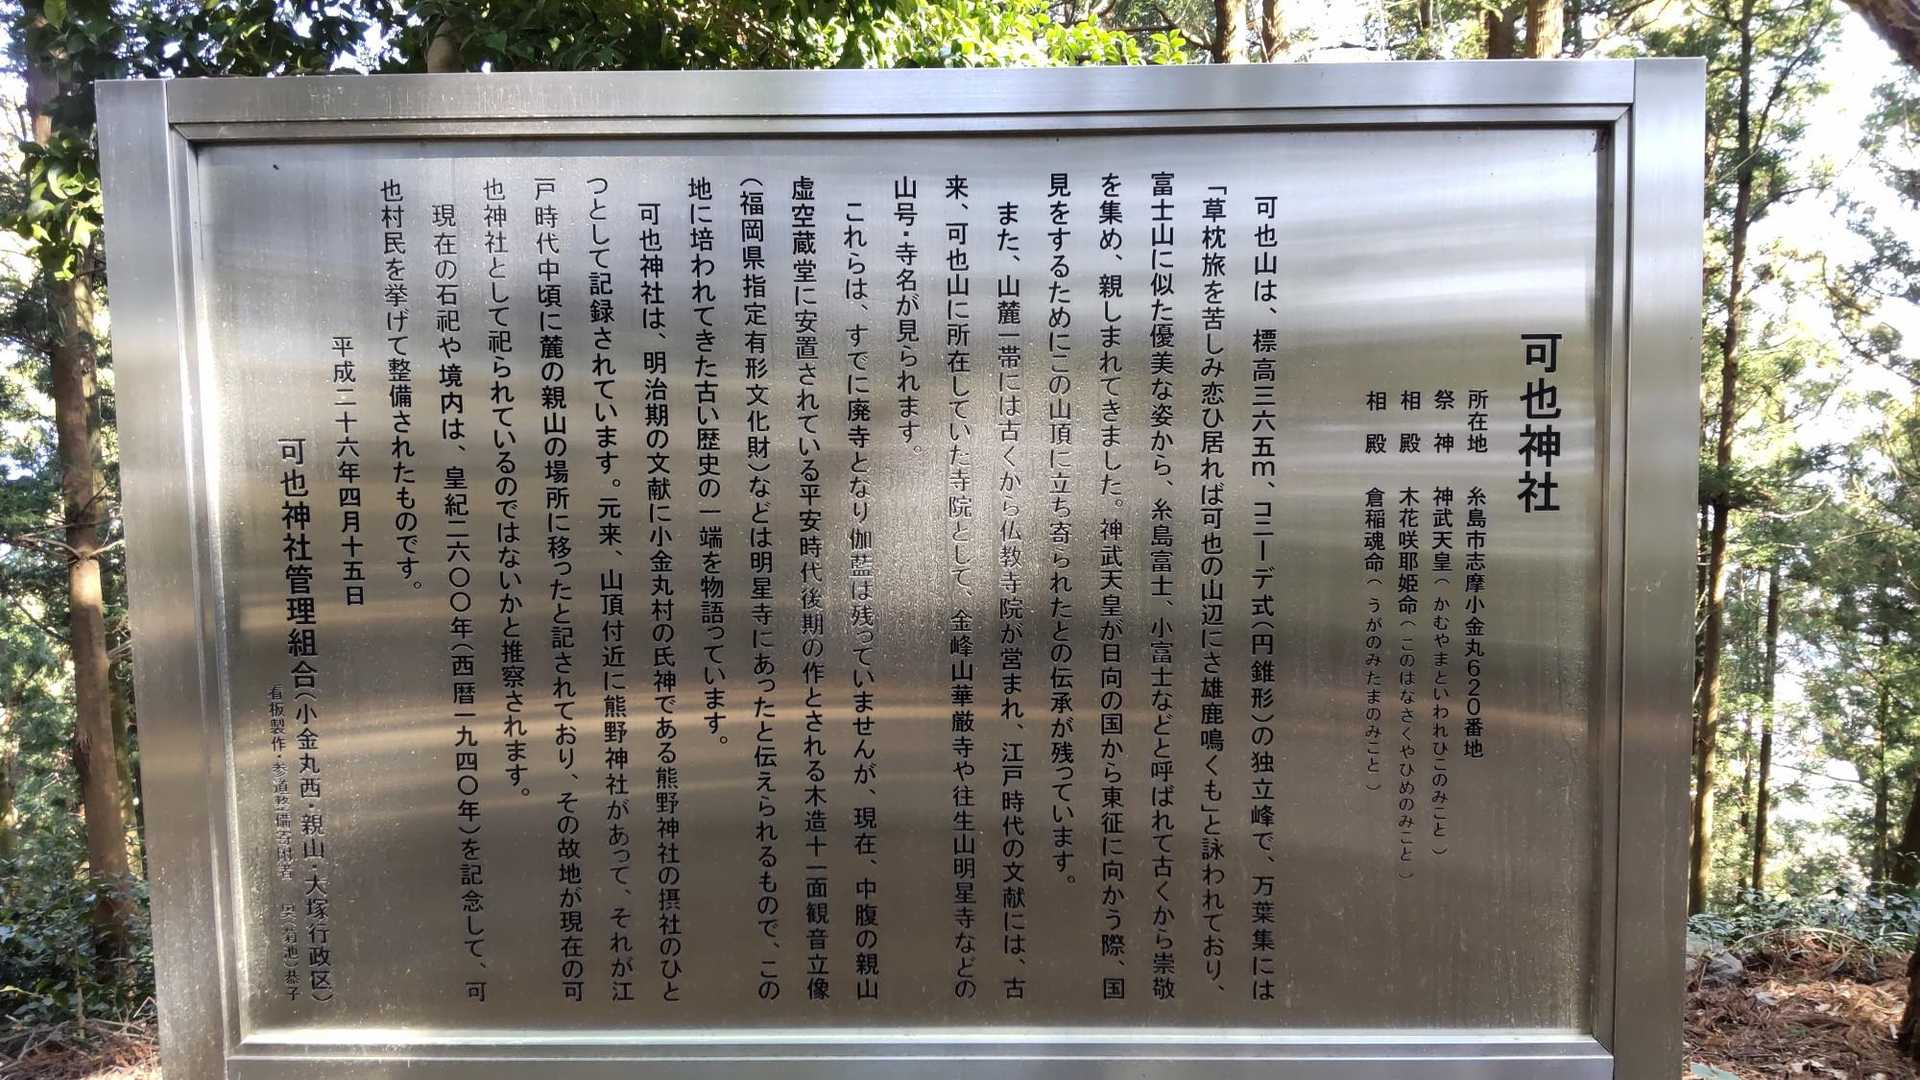 可也神社
所在地　糸島市志摩小金丸620番地
祭　神　神武天皇（かむやまといわれひこのみこと）
相　殿　木花咲耶姫命（このはなさくやひめのみこと）
相　殿　倉稲魂命（うがのみたまのみこと）
可也山は、標高三六五m、コニーデ式（円錐形）の独立峰で、万葉集には
「草枕旅を苦しみ恋ひ居れば可也の山辺にさ雄鹿鳴くも」と詠われており、
富士山に似た優美な姿から、糸島富士、小富士などと呼ばれて古くから崇敬
を集め、親しまれてきました。神武天皇が日向の国から東征に向かう際、国
見をするためにこの山頂に立ち寄られたとの伝承が残っています。
また、山麓一帯には古くから仏教寺院が営まれ、江戸時代の文献には、古
来、可也山に所在していた寺院として、金峰山華厳寺や往生山明星寺などの
山号・寺名が見られます。
これらは、すでに廃寺となり伽藍は残っていませんが、現在、中腹の親山
虚空蔵堂に安置されている平安時代後期の作とされる木造十一面観音立像
（福岡県指定有形文化財）などは明星寺にあったと伝えられるもので、この
地に培われてきた古い歴史の一端を物語っています。
可也神社は、明治期の文献に小金丸村の氏神である熊野神社の摂社のひと
つとして記録されています。元来、山頂付近に熊野神社があって、それが江
戸時代中頃に麓の親山の場所に移ったと記されており、その故地が現在の可
也神社として祀られているのではないかと推察されます。
現在の石祀や境内は、皇紀二六〇〇年（西暦一九四〇年）を記念して、可
也村民を挙げて整備されたものです。
平成二十六年四月十五日
可也神社管理組合（小金丸西・親山・大塚行政区）
看板製作・参道整備寄附者　　（菊池）恭子